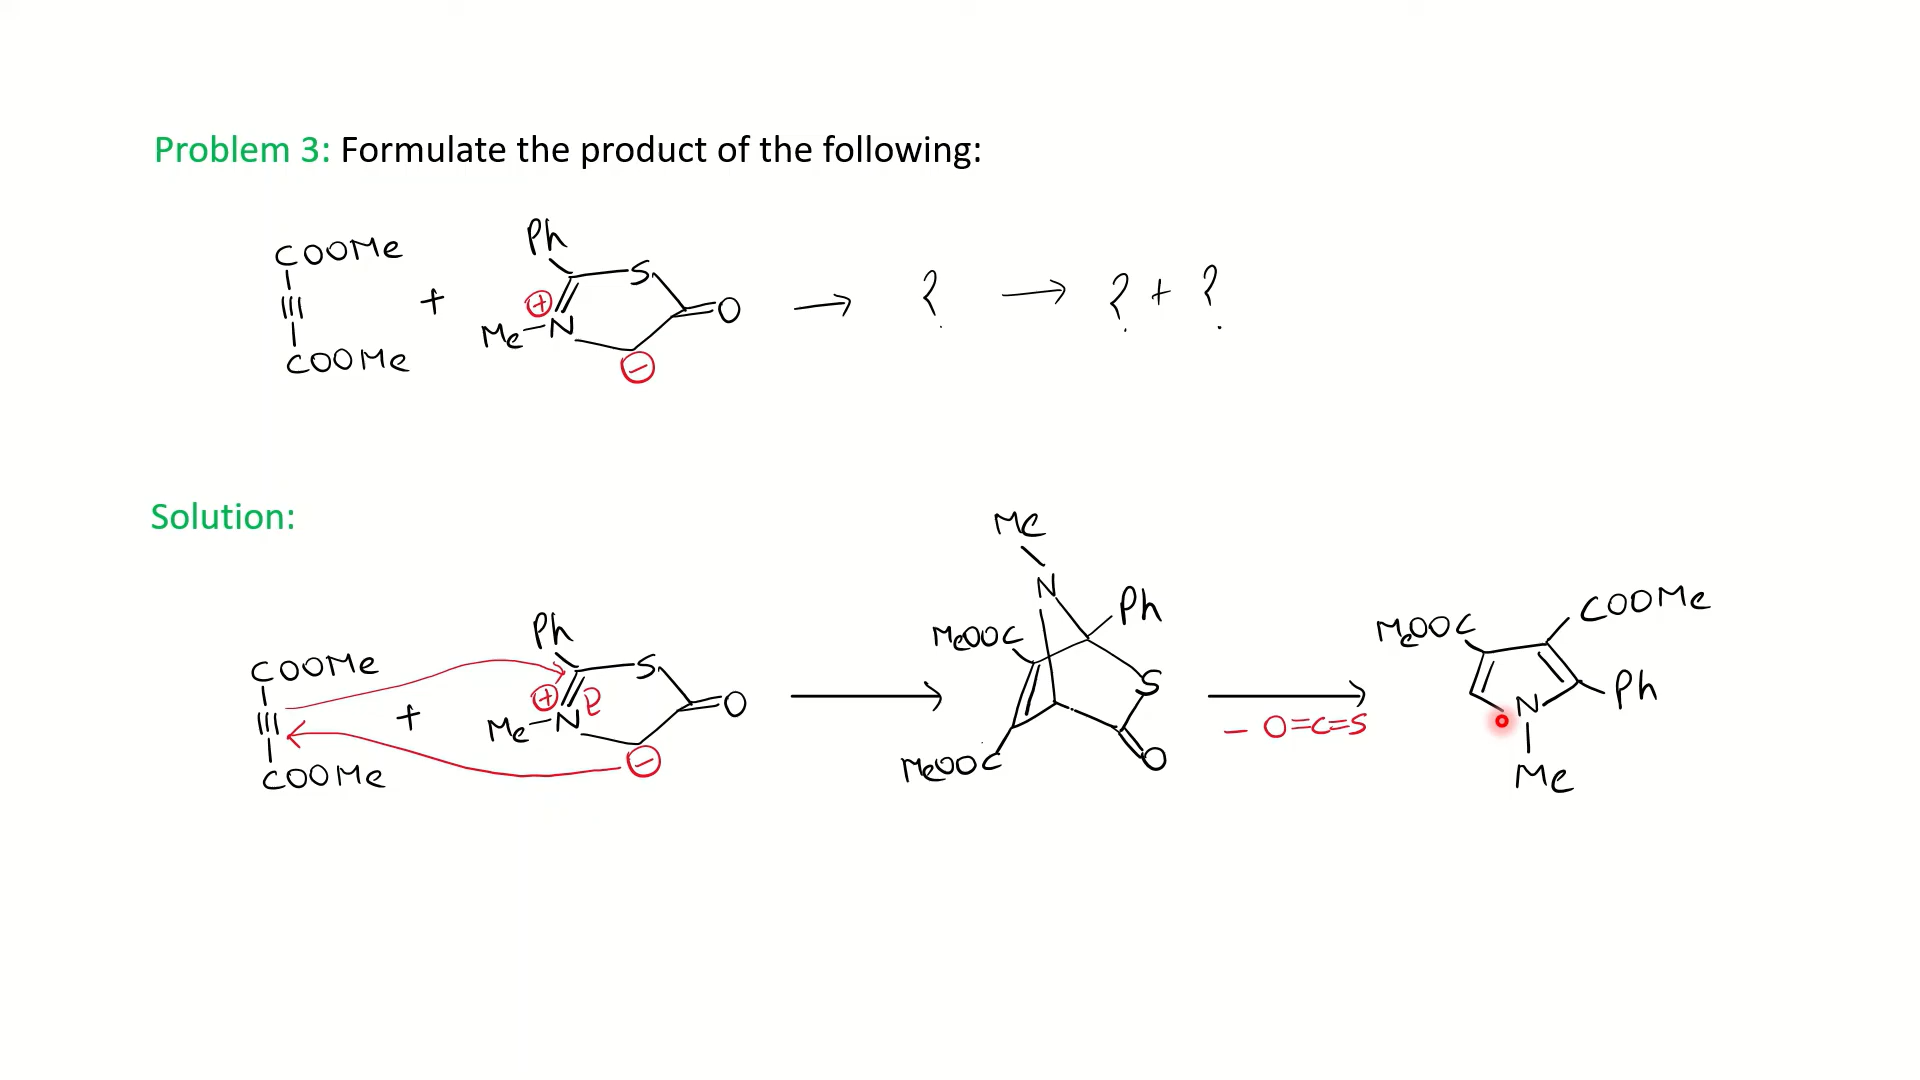 Problem 3: Formulate the product of the following:
COOMe
|||
COOMe
+
Ph
S
⊕
Me–N
=O
⊖
→ ? → ? + ?
Solution:
COOMe
|||
COOMe
+
Ph
S
⊕
Me–N
=O
⊖
Me
N
Ph
MeOOC
S
MeOOC
O
– O=C=S
MeOOC
COOMe
Ph
N
Me